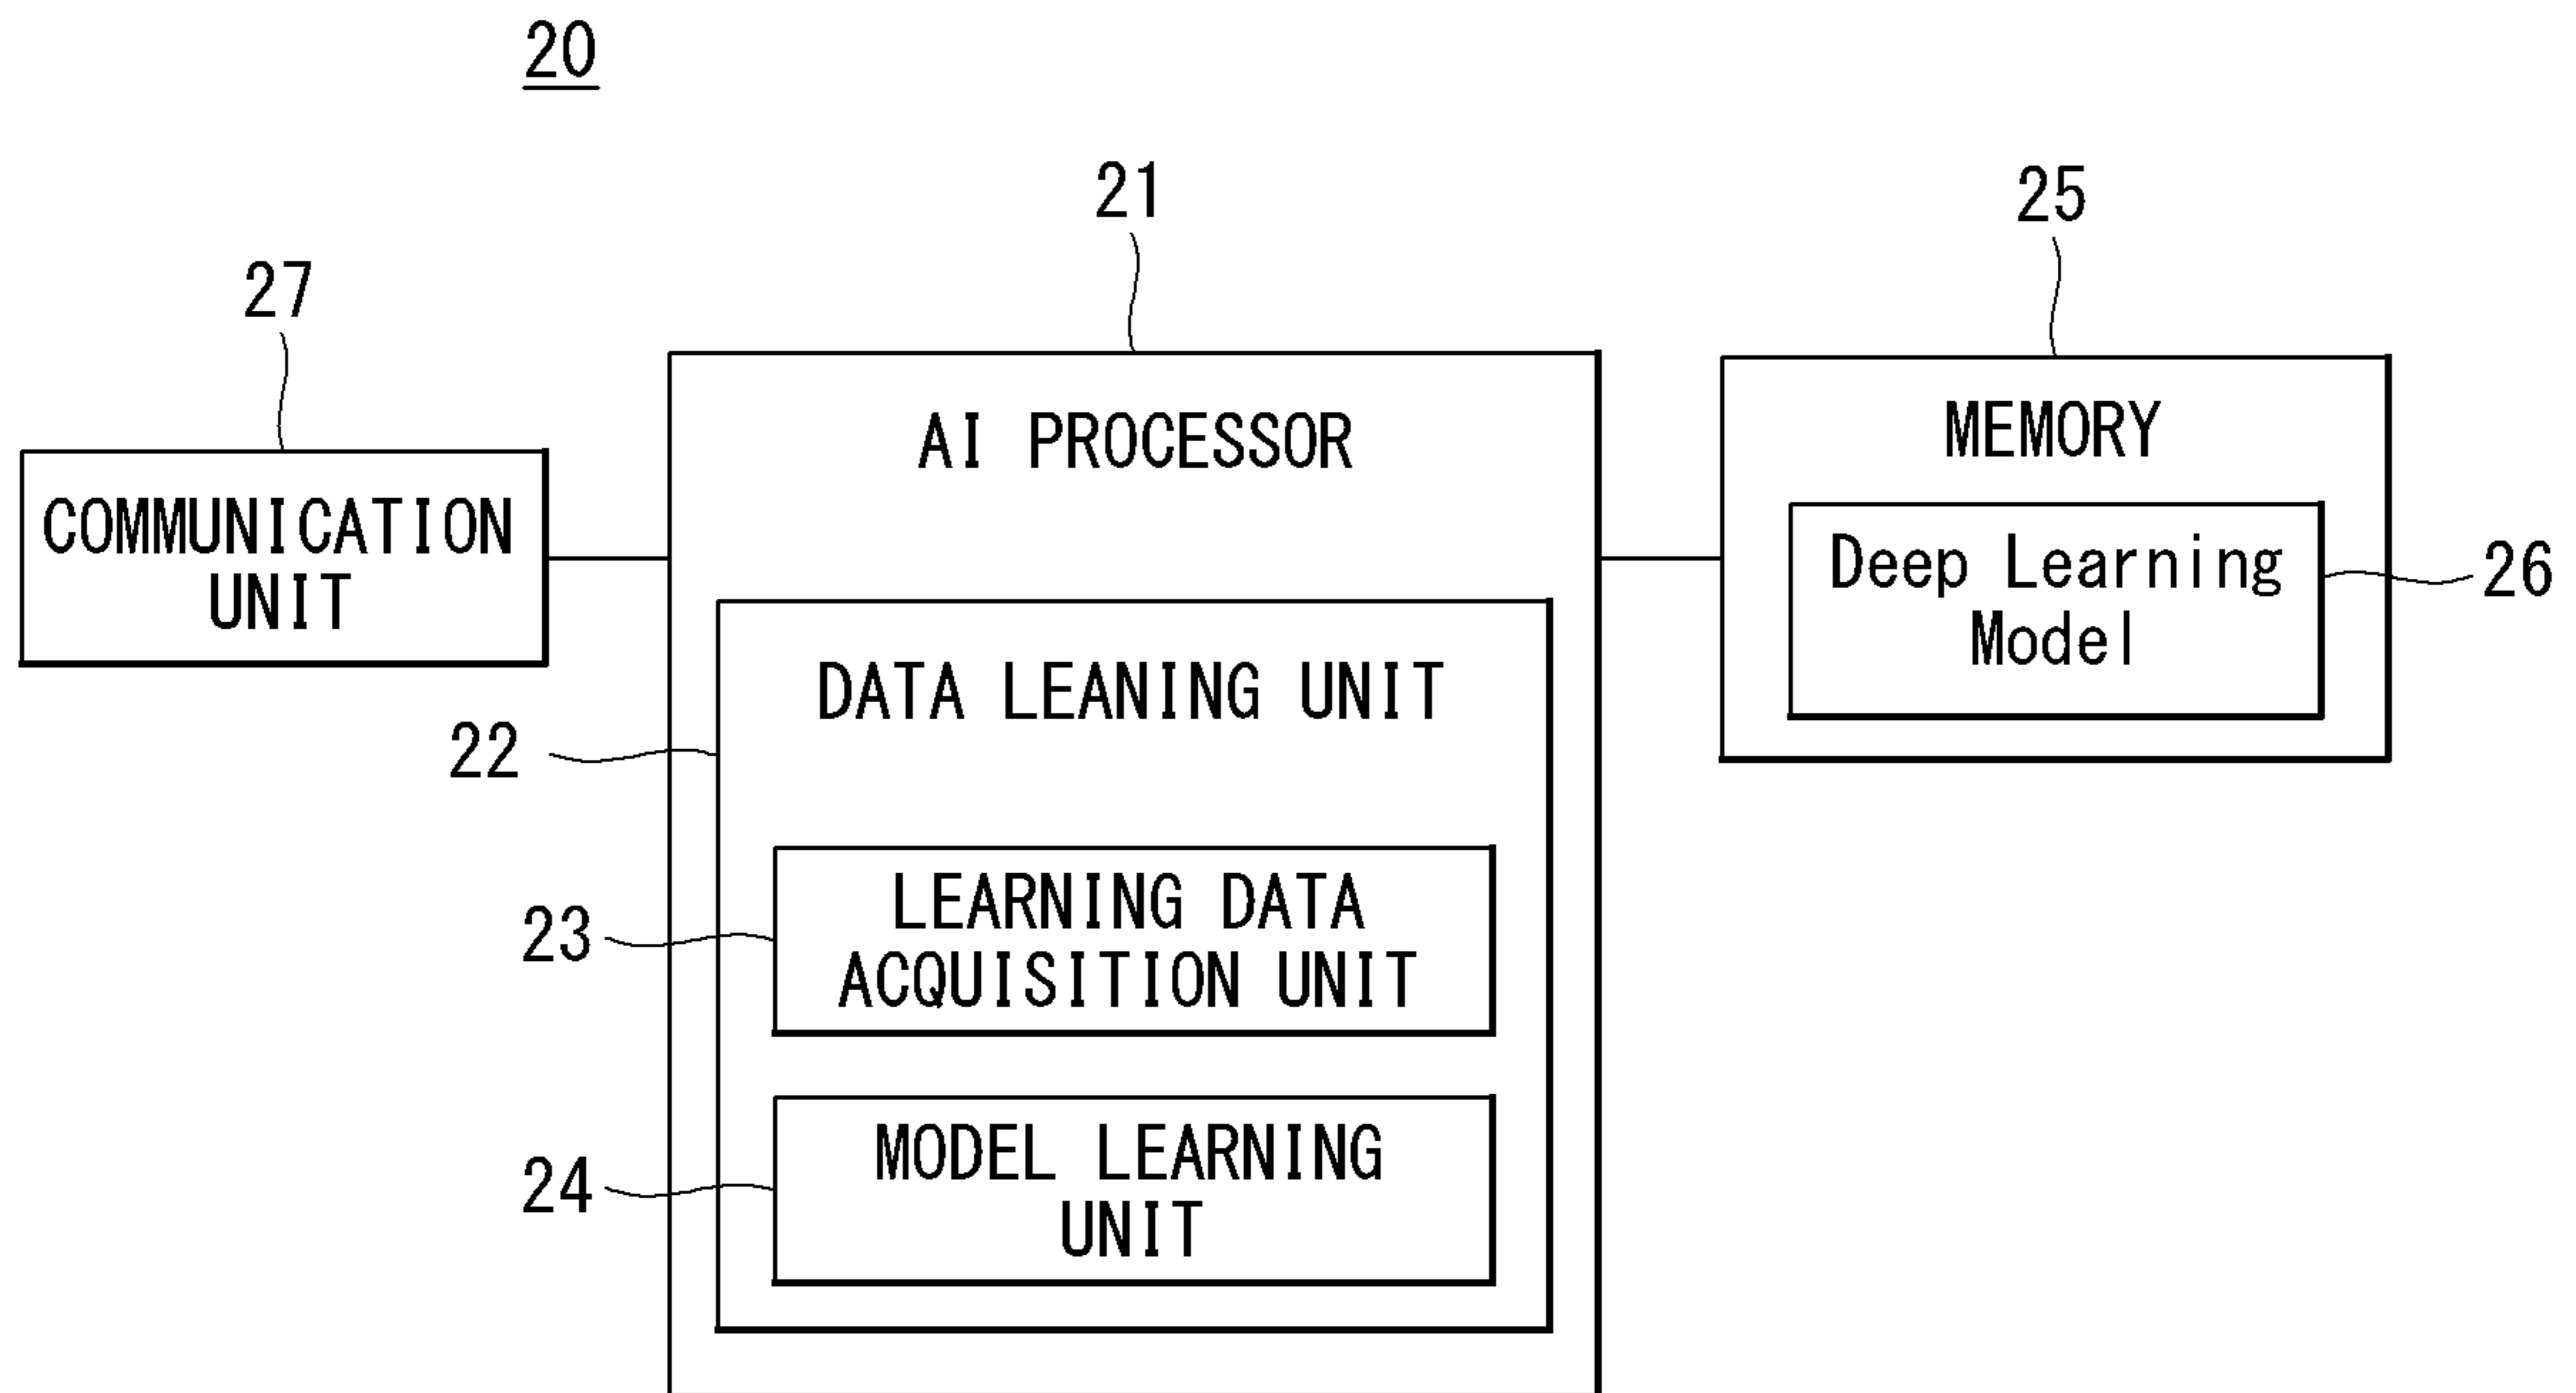 20
21
25
27
AI PROCESSOR
MEMORY
COMMUNICATION
UNIT
Deep Learning
Model
26
DATA LEANING UNIT
22
LEARNING DATA
ACQUISITION UNIT
23
MODEL LEARNING
UNIT
24